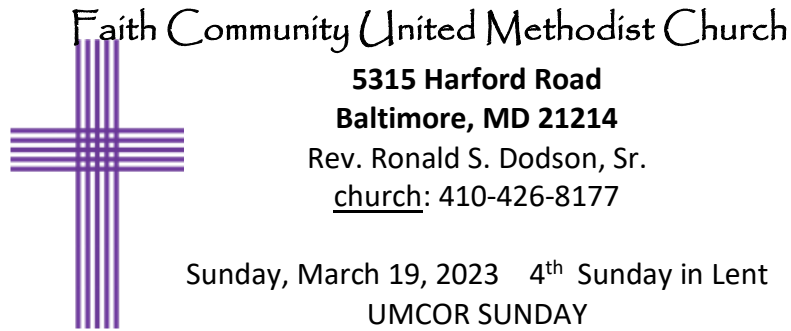 Faith Community United Methodist Church
5315 Harford Road
Baltimore, MD 21214
Rev. Ronald S. Dodson, Sr.
church: 410-426-8177
Sunday, March 19, 2023 4th Sunday in Lent
UMCOR SUNDAY